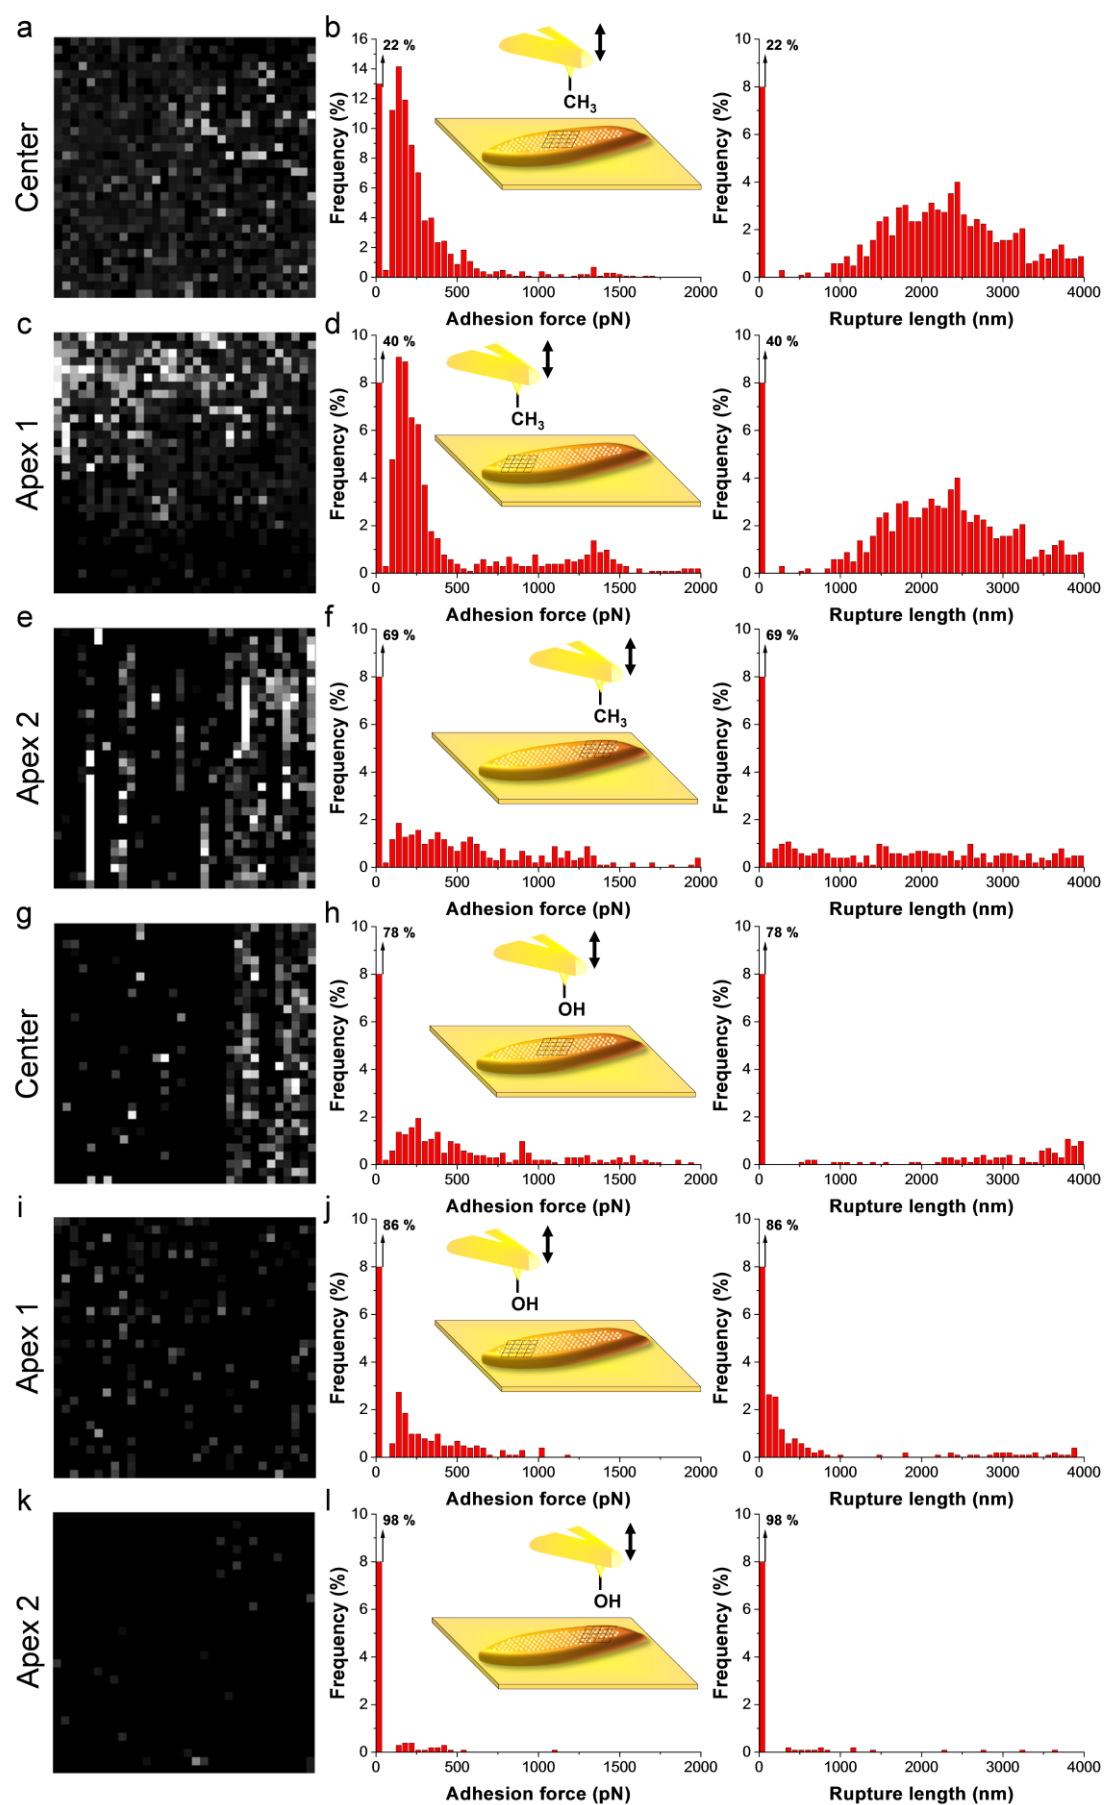 a
b
Center
Frequency (%)
16
14
12
10
8
6
4
2
0
22 %
CH3
0 500 1000 1500 2000
Adhesion force (pN)
Frequency (%)
10
8
6
4
2
0
22 %
0 1000 2000 3000 4000
Rupture length (nm)
c
d
Apex 1
Frequency (%)
10
8
6
4
2
0
40 %
CH3
0 500 1000 1500 2000
Adhesion force (pN)
Frequency (%)
10
8
6
4
2
0
40 %
0 1000 2000 3000 4000
Rupture length (nm)
e
f
Apex 2
Frequency (%)
10
8
6
4
2
0
69 %
CH3
0 500 1000 1500 2000
Adhesion force (pN)
Frequency (%)
10
8
6
4
2
0
69 %
0 1000 2000 3000 4000
Rupture length (nm)
g
h
Center
Frequency (%)
10
8
6
4
2
0
78 %
OH
0 500 1000 1500 2000
Adhesion force (pN)
Frequency (%)
10
8
6
4
2
0
78 %
0 1000 2000 3000 4000
Rupture length (nm)
i
j
Apex 1
Frequency (%)
10
8
6
4
2
0
86 %
OH
0 500 1000 1500 2000
Adhesion force (pN)
Frequency (%)
10
8
6
4
2
0
86 %
0 1000 2000 3000 4000
Rupture length (nm)
k
l
Apex 2
Frequency (%)
10
8
6
4
2
0
98 %
OH
0 500 1000 1500 2000
Adhesion force (pN)
Frequency (%)
10
8
6
4
2
0
98 %
0 1000 2000 3000 4000
Rupture length (nm)